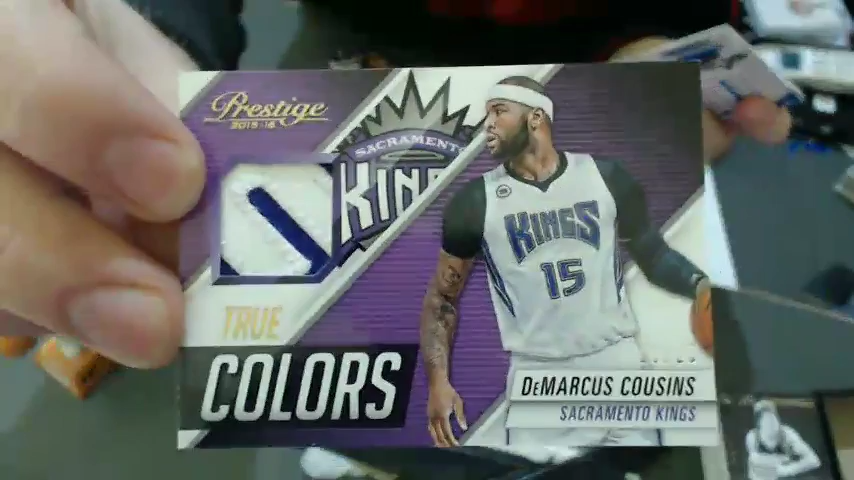 Prestige
2015-16
SACRAMENTO
KINGS
KINGS
15
TRUE
COLORS
DEMARCUS COUSINS
SACRAMENTO KINGS